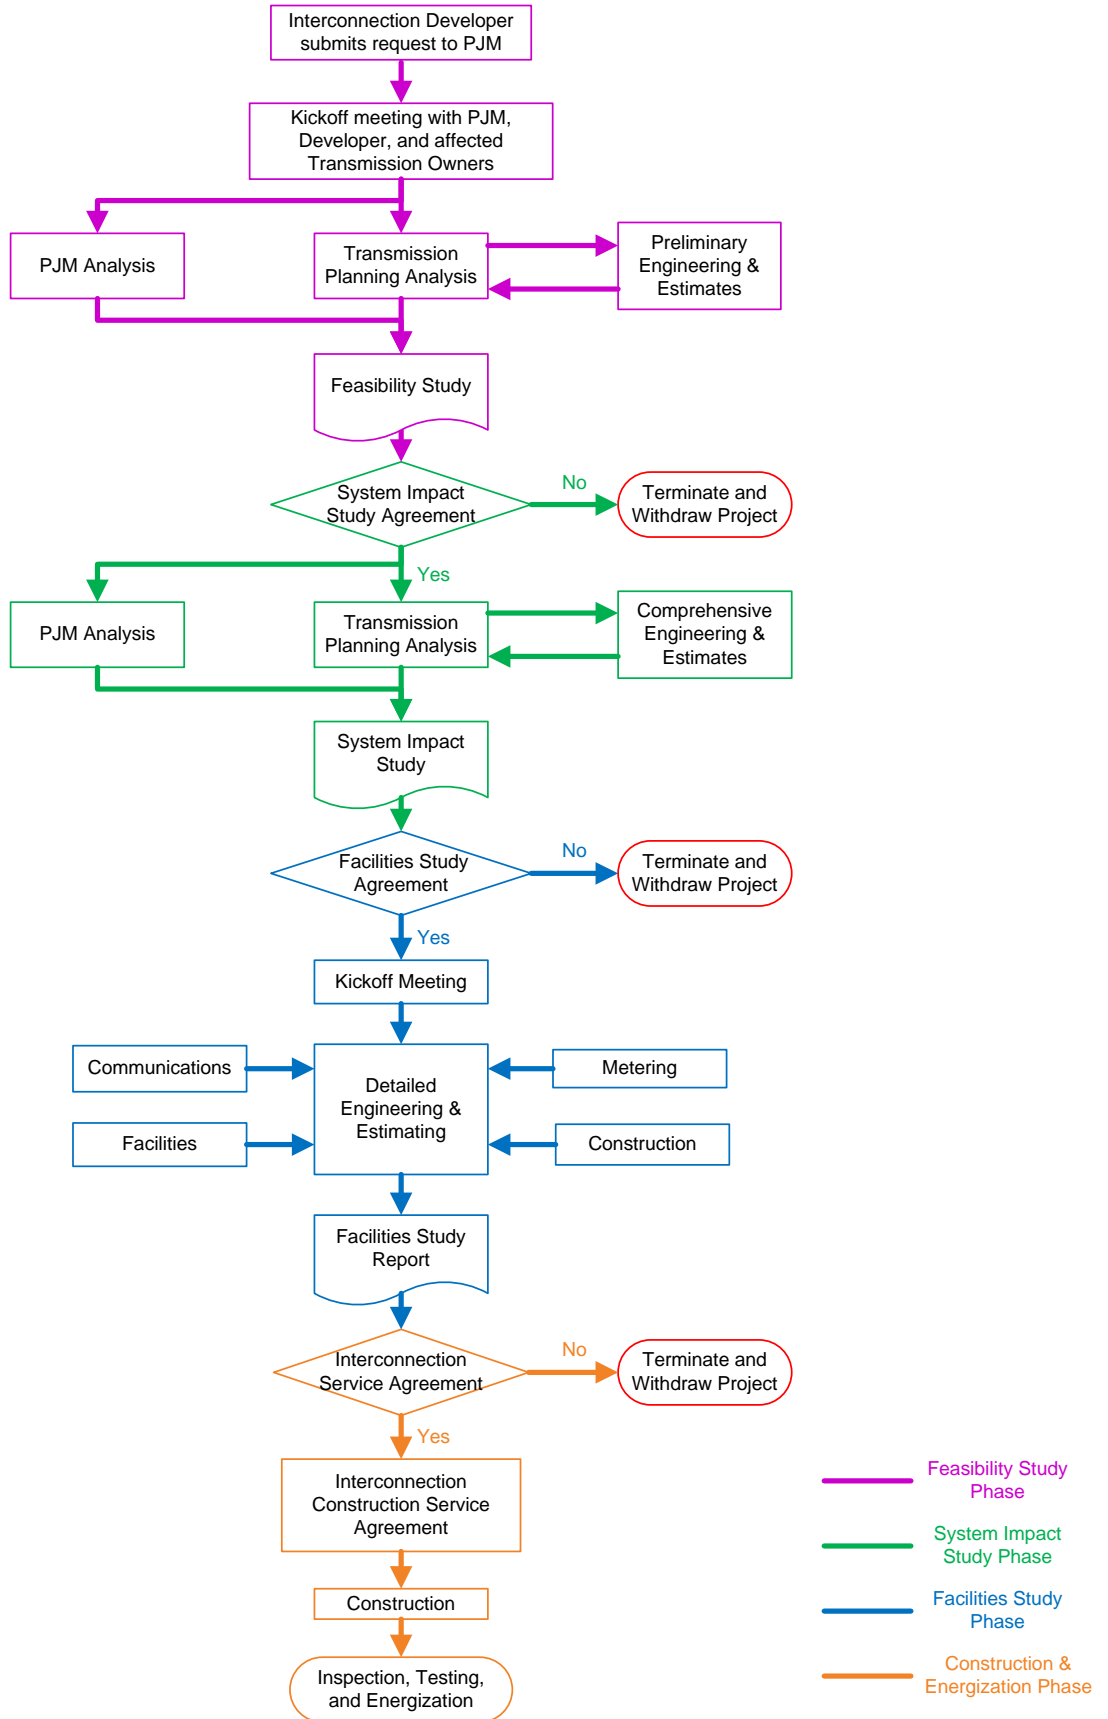 Interconnection Developer
submits request to PJM
Kickoff meeting with PJM,
Developer, and affected
Transmission Owners
PJM Analysis
Transmission
Planning Analysis
Preliminary
Engineering &
Estimates
Feasibility Study
System Impact
Study Agreement
No
Terminate and
Withdraw Project
Yes
PJM Analysis
Transmission
Planning Analysis
Comprehensive
Engineering &
Estimates
System Impact
Study
Facilities Study
Agreement
No
Terminate and
Withdraw Project
Yes
Kickoff Meeting
Communications
Detailed
Engineering &
Estimating
Metering
Facilities
Construction
Facilities Study
Report
Interconnection
Service Agreement
No
Terminate and
Withdraw Project
Yes
Interconnection
Construction Service
Agreement
Construction
Inspection, Testing,
and Energization
Feasibility Study
Phase
System Impact
Study Phase
Facilities Study
Phase
Construction &
Energization Phase